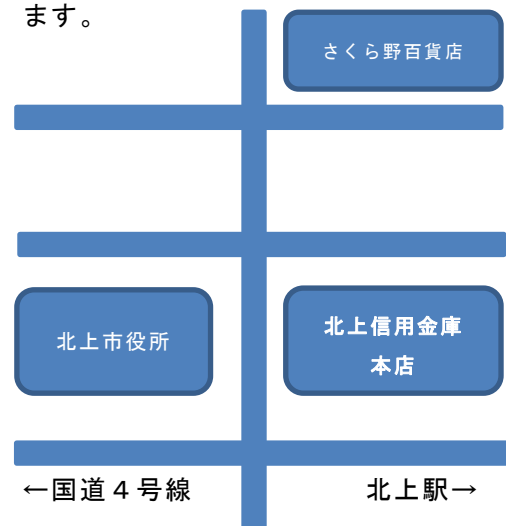 ます。
さくら野百貨店
北上市役所
北上信用金庫
本店
←国道４号線
北上駅→